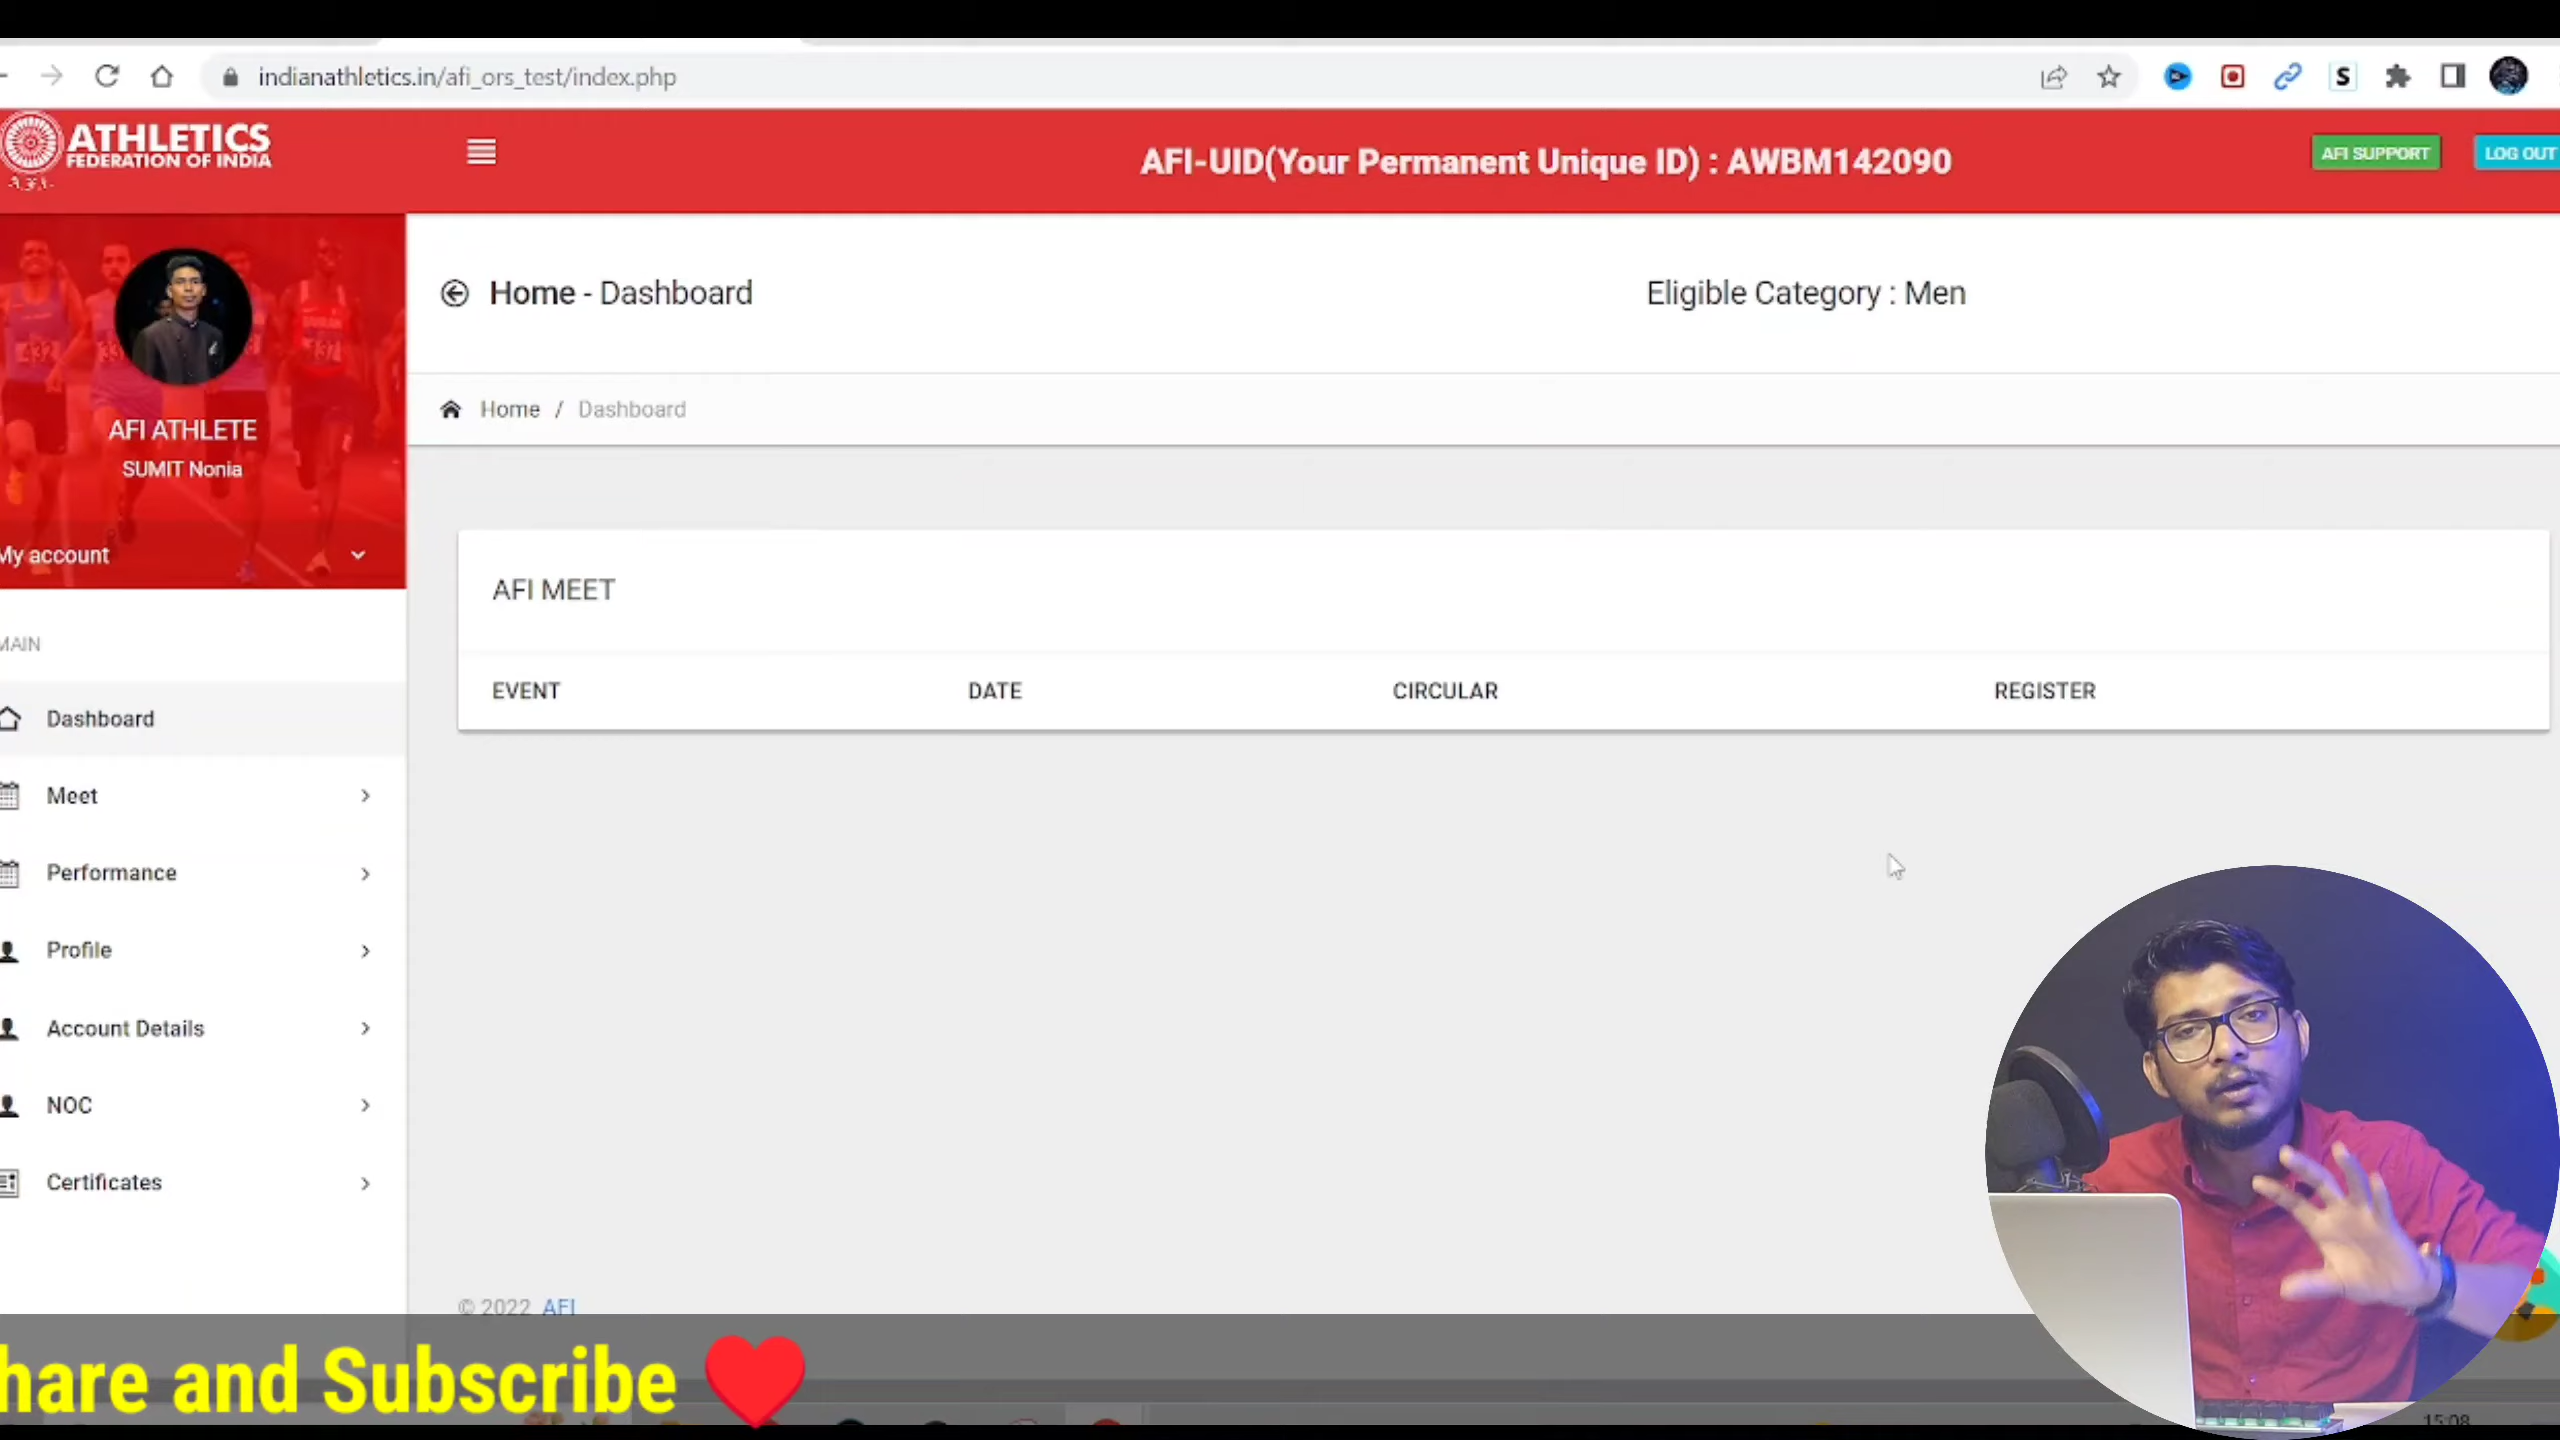 indianathletics.in/afi_ors_test/index.php
S
ATHLETICS
FEDERATION OF INDIA
A.F.I.
AFI-UID(Your Permanent Unique ID) : AWBM142090
AFI SUPPORT
LOG OUT
Home - Dashboard
Eligible Category : Men
Home / Dashboard
AFI ATHLETE
SUMIT Nonia
My account
MAIN
Dashboard
Meet
Performance
Profile
Account Details
NOC
Certificates
AFI MEET
EVENT DATE CIRCULAR REGISTER
© 2022 AFI
hare and Subscribe
15:08